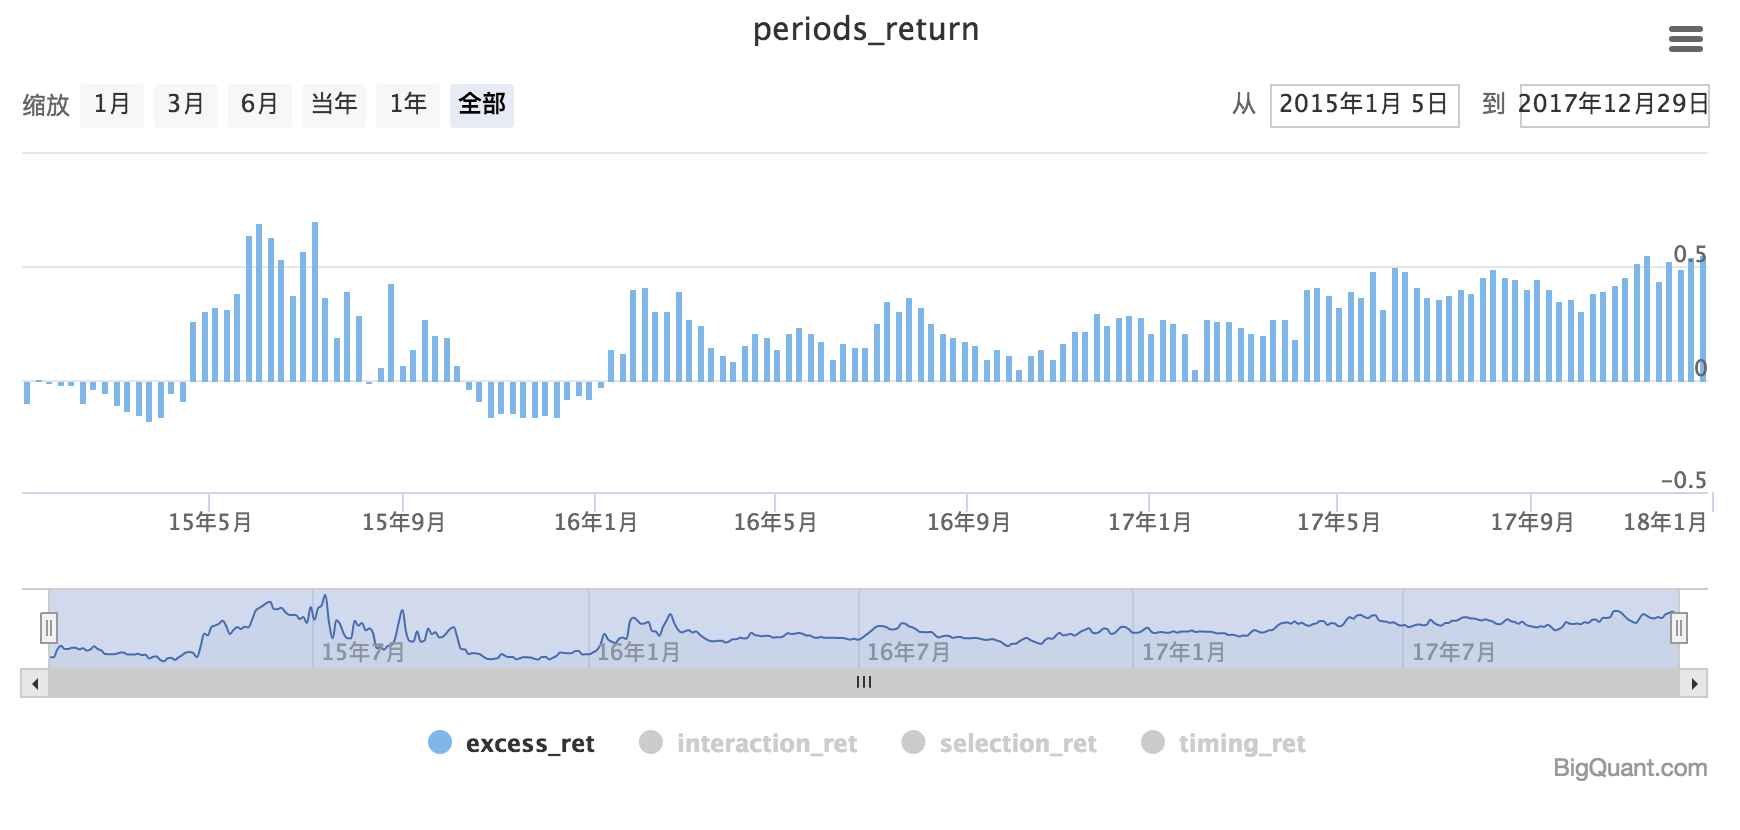 periods_return
缩放 1月 3月 6月 当年 1年 全部 从 2015年1月 5日 到 2017年12月29日
0.5
0
-0.5
15年5月 15年9月 16年1月 16年5月 16年9月 17年1月 17年5月 17年9月 18年1月
15年7月 16年1月 16年7月 17年1月 17年7月
excess_ret interaction_ret selection_ret timing_ret
BigQuant.com